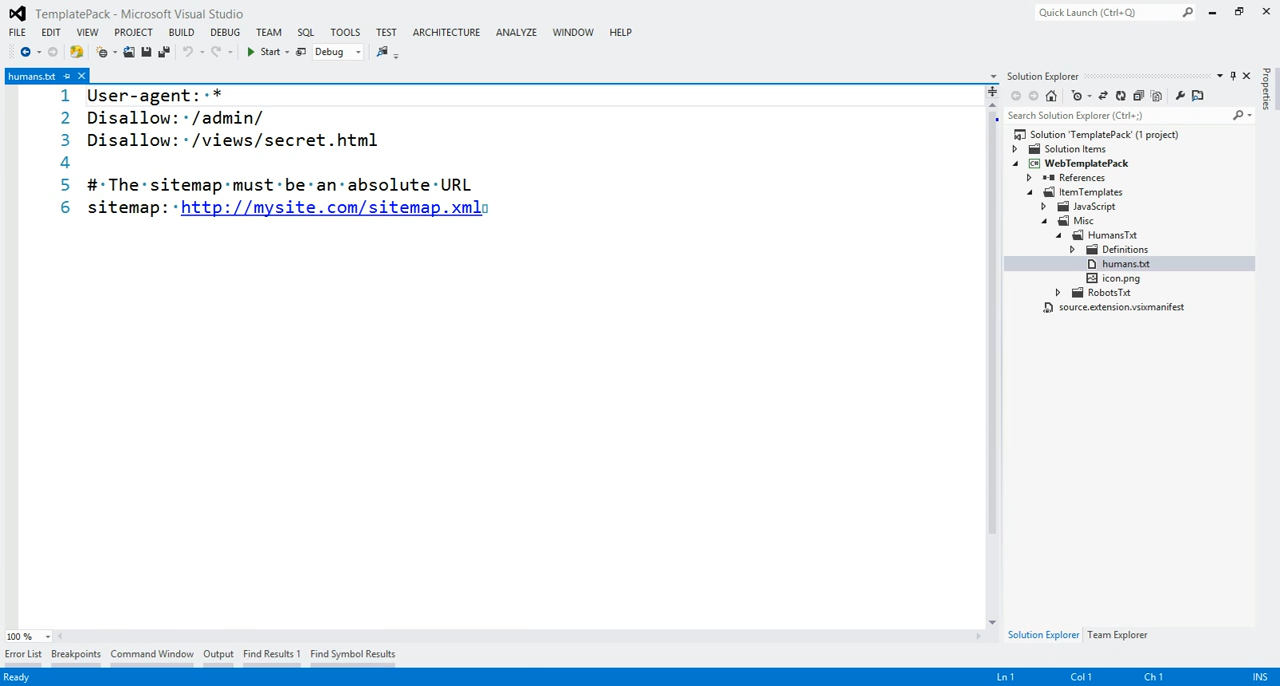 TemplatePack - Microsoft Visual Studio
Quick Launch (Ctrl+Q)
FILE EDIT VIEW PROJECT BUILD DEBUG TEAM SQL TOOLS TEST ARCHITECTURE ANALYZE WINDOW HELP
Start Debug
humans.txt
1 User-agent: *
2 Disallow: /admin/
3 Disallow: /views/secret.html
4
5 # The sitemap must be an absolute URL
6 sitemap: http://mysite.com/sitemap.xml
100 %
Solution Explorer
Search Solution Explorer (Ctrl+;)
Solution 'TemplatePack' (1 project)
Solution Items
WebTemplatePack
References
ItemTemplates
JavaScript
Misc
HumansTxt
Definitions
humans.txt
icon.png
RobotsTxt
source.extension.vsixmanifest
Solution Explorer Team Explorer
Properties
Error List Breakpoints Command Window Output Find Results 1 Find Symbol Results
Ready Ln 1 Col 1 Ch 1 INS